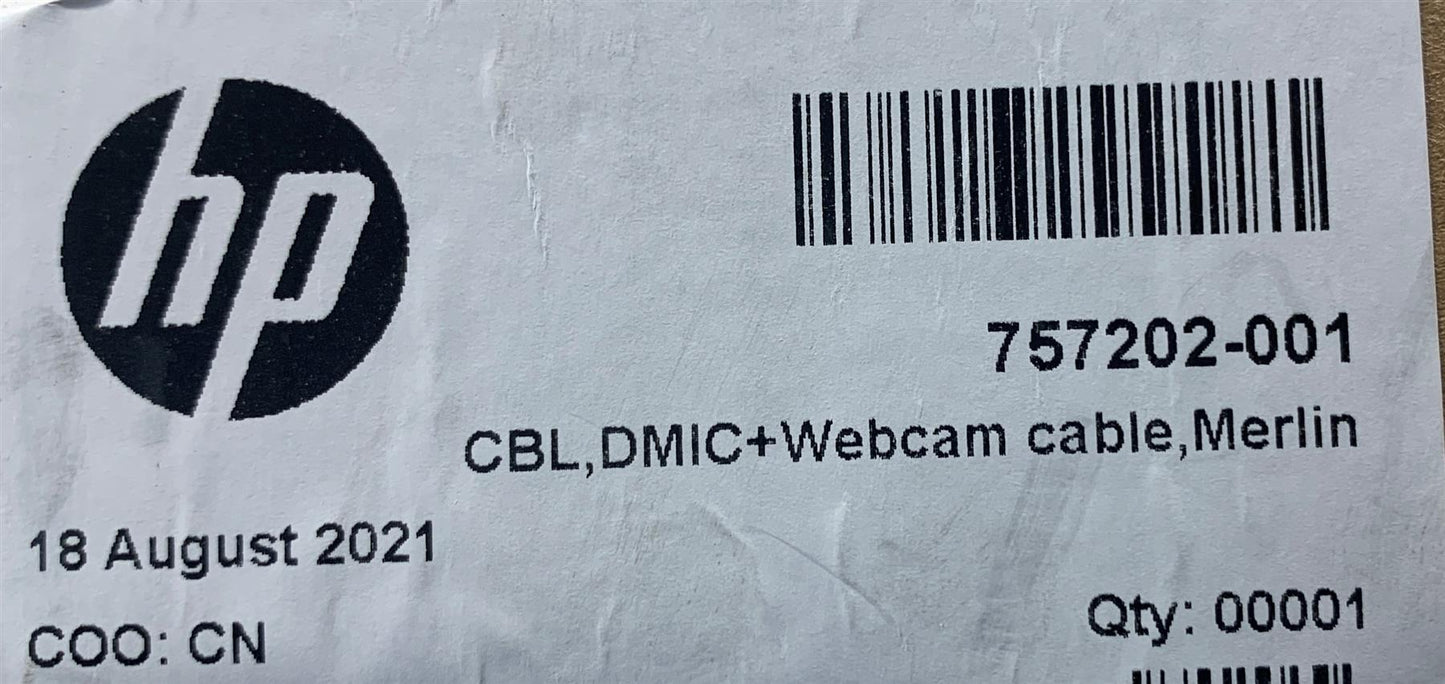 hp
757202-001
CBL,DMIC+Webcam cable,Merlin
18 August 2021
COO: CN
Qty: 00001